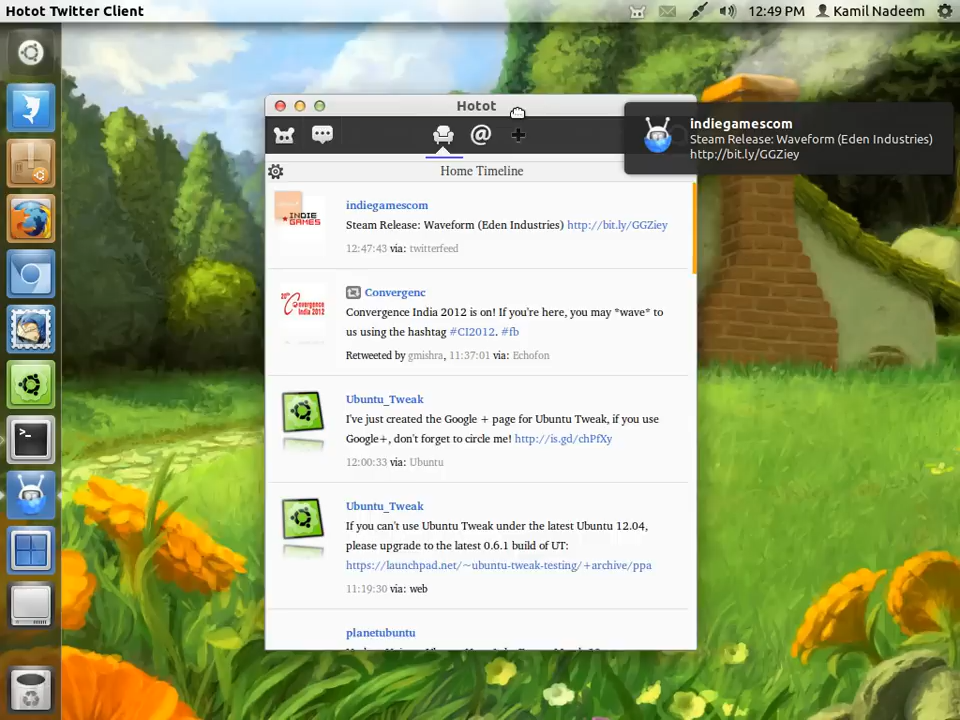 Hotot Twitter Client
12:49 PM
Kamil Nadeem
Hotot
@
indiegamescom
Steam Release: Waveform (Eden Industries)
http://bit.ly/GGZiey
Home Timeline
INDIE
GAMES
indiegamescom
Steam Release: Waveform (Eden Industries) http://bit.ly/GGZiey
12:47:43 via: twitterfeed
20th
Convergence
India 2012
Convergenc
Convergence India 2012 is on! If you're here, you may *wave* to
us using the hashtag #CI2012. #fb
Retweeted by gmishra, 11:37:01 via: Echofon
Ubuntu_Tweak
I've just created the Google + page for Ubuntu Tweak, if you use
Google+, don't forget to circle me! http://is.gd/chPfXy
12:00:33 via: Ubuntu
Ubuntu_Tweak
If you can't use Ubuntu Tweak under the latest Ubuntu 12.04,
please upgrade to the latest 0.6.1 build of UT:
https://launchpad.net/~ubuntu-tweak-testing/+archive/ppa
11:19:30 via: web
planetubuntu